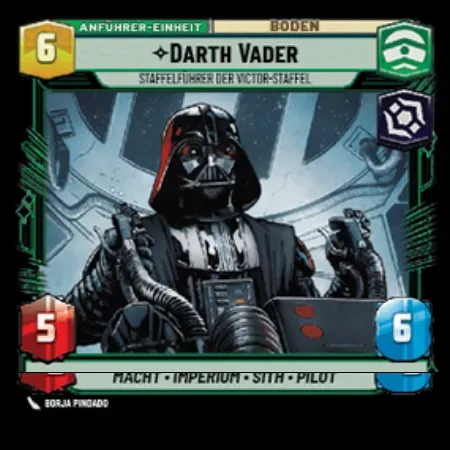 ANFÜHRER-EINHEIT BODEN
6
DARTH VADER
STAFFELFÜHRER DER VICTOR-STAFFEL
5
6
MACHT • IMPERIUM • SITH • PILOT
BORJA PINDADO